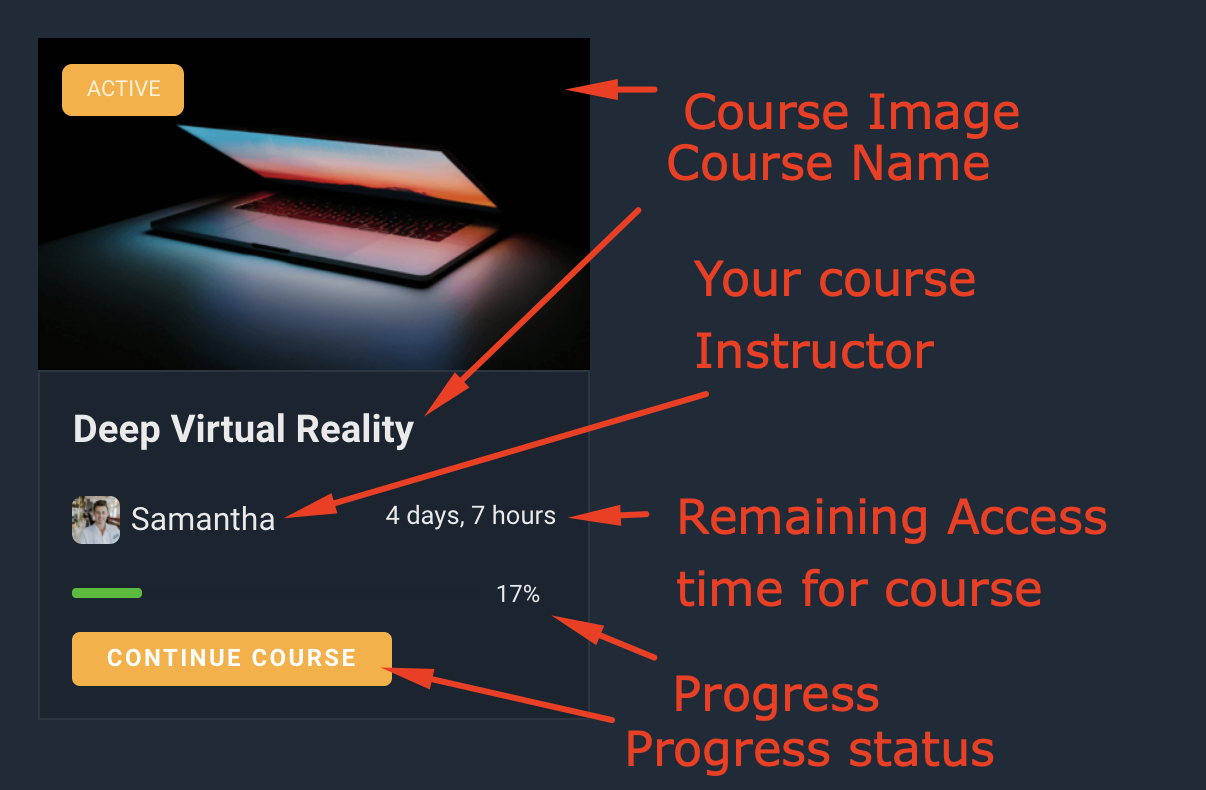 ACTIVE
Course Image
Course Name
Your course
Instructor
Deep Virtual Reality
Samantha
4 days, 7 hours
Remaining Access
time for course
17%
CONTINUE COURSE
Progress
Progress status